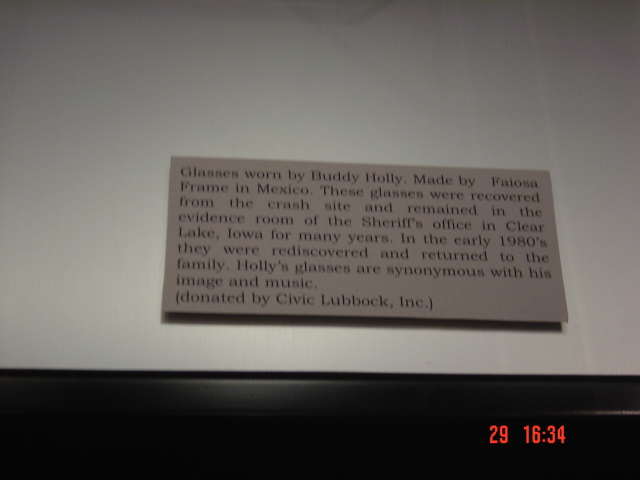 Glasses worn by Buddy Holly. Made by Faiosa
Frame in Mexico. These glasses were recovered
from the crash site and remained in the
evidence room of the Sheriff's office in Clear
Lake, Iowa for many years. In the early 1980's
they were rediscovered and returned to the
family. Holly's glasses are synonymous with his
image and music.
(donated by Civic Lubbock, Inc.)
29 16:34